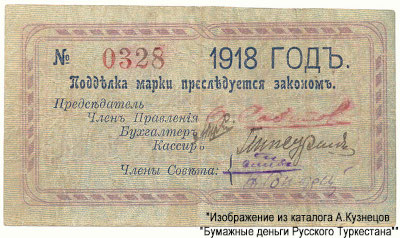 № 0328 1918 ГОДЪ.
Поддѣлка марки преслѣдуется закономъ.
Предсѣдатель
Членъ Правленія
Бухгалтеръ
Кассиръ
Члены Совѣта:
"Изображение из каталога А.Кузнецов
"Бумажные деньги Русского Туркестана""